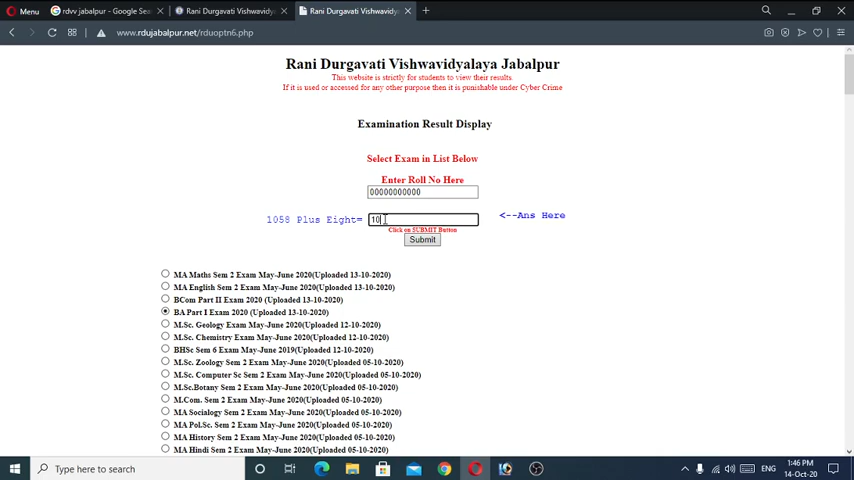 Menu
rdvv jabalpur - Google Sea
Rani Durgavati Vishwavidyala
Rani Durgavati Vishwavidyala
www.rdujabalpur.net/rduoptn6.php
Rani Durgavati Vishwavidyalaya Jabalpur
This website is strictly for students to view their results.
If it is used or accessed for any other purpose then it is punishable under Cyber Crime
Examination Result Display
Select Exam in List Below
Enter Roll No Here
00000000000
1058 Plus Eight= 10 <--Ans Here
Click on SUBMIT Button
Submit
MA Maths Sem 2 Exam May-June 2020(Uploaded 13-10-2020)
MA English Sem 2 Exam May-June 2020(Uploaded 13-10-2020)
BCom Part II Exam 2020 (Uploaded 13-10-2020)
BA Part I Exam 2020 (Uploaded 13-10-2020)
M.Sc. Geology Exam May-June 2020(Uploaded 12-10-2020)
M.Sc. Chemistry Exam May-June 2020(Uploaded 12-10-2020)
BHSc Sem 6 Exam May-June 2019(Uploaded 12-10-2020)
M.Sc. Zoology Sem 2 Exam May-June 2020(Uploaded 05-10-2020)
M.Sc. Computer Sc Sem 2 Exam May-June 2020(Uploaded 05-10-2020)
M.Sc.Botany Sem 2 Exam May-June 2020(Uploaded 05-10-2020)
M.Com. Sem 2 Exam May-June 2020(Uploaded 05-10-2020)
MA Socialogy Sem 2 Exam May-June 2020(Uploaded 05-10-2020)
MA Pol.Sc. Sem 2 Exam May-June 2020(Uploaded 05-10-2020)
MA History Sem 2 Exam May-June 2020(Uploaded 05-10-2020)
MA Hindi Sem 2 Exam May-June 2020(Uploaded 05-10-2020)
Type here to search
ENG
1:46 PM
14-Oct-20